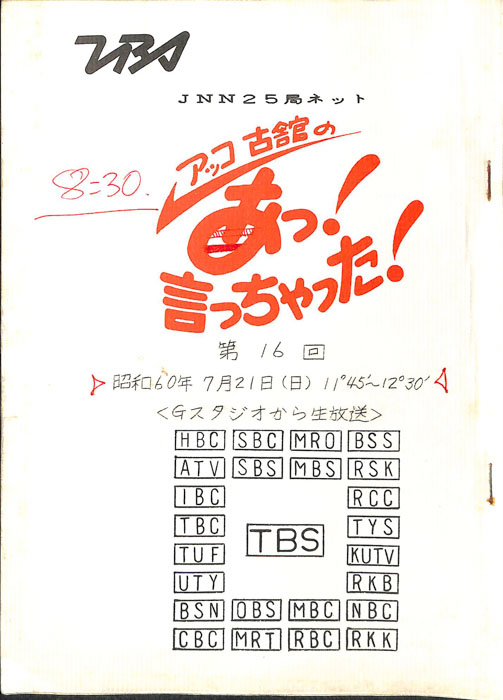 TBS
JNN25局ネット
アッコ 古舘の
8=30.
あっ!
言っちゃった!
第 16 回
昭和60年 7月21日(日) 11°45′~12°30′
<Gスタジオから生放送>
HBC SBC MRO BSS
ATV SBS MBS RSK
IBC RCC
TBC TYS
TBS
TUF KUTV
UTY RKB
BSN OBS MBC NBC
CBC MRT RBC RKK